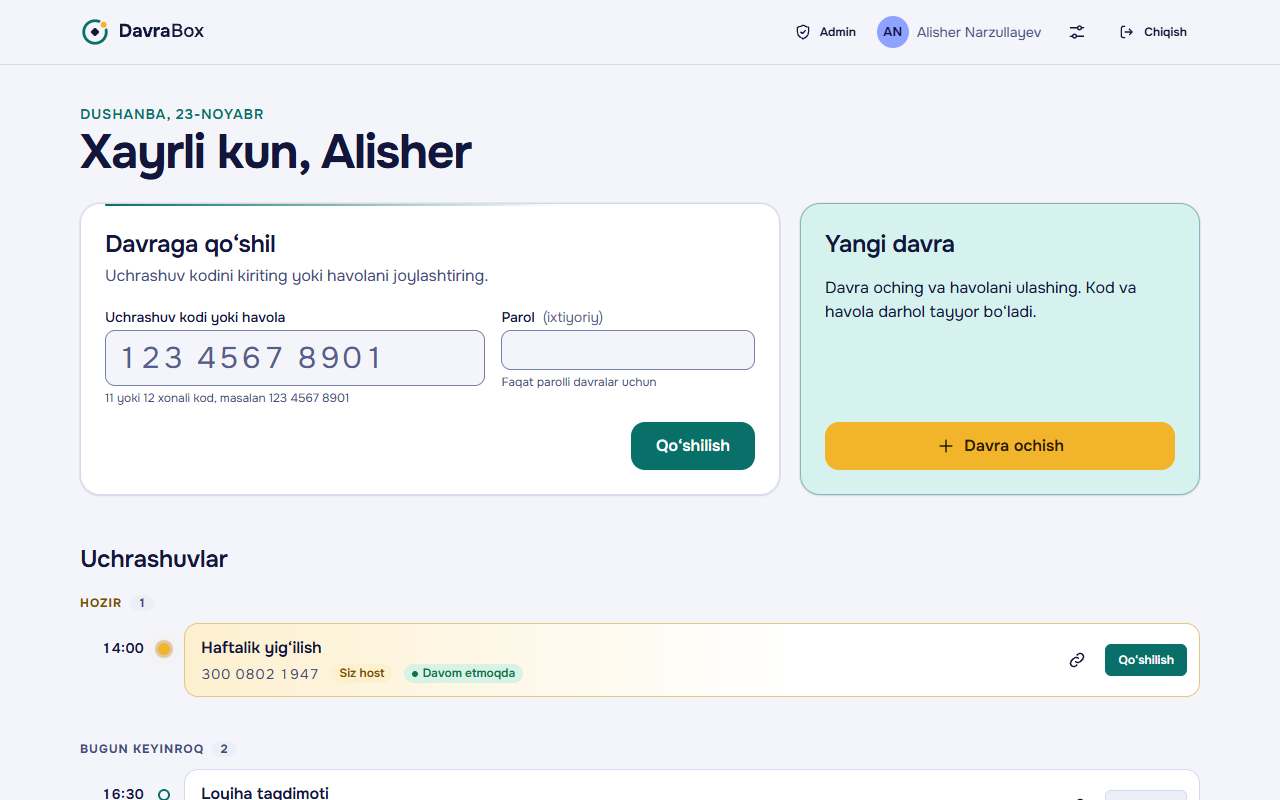 DavraBox
Admin
AN
Alisher Narzullayev
Chiqish
DUSHANBA, 23-NOYABR
Xayrli kun, Alisher
Davraga qo‘shil
Uchrashuv kodini kiriting yoki havolani joylashtiring.
Uchrashuv kodi yoki havola
Parol (ixtiyoriy)
123 4567 8901
11 yoki 12 xonali kod, masalan 123 4567 8901
Faqat parolli davralar uchun
Qo‘shilish
Yangi davra
Davra oching va havolani ulashing. Kod va
havola darhol tayyor bo‘ladi.
Davra ochish
Uchrashuvlar
HOZIR 1
14:00
Haftalik yig‘ilish
300 0802 1947 Siz host Davom etmoqda
Qo‘shilish
BUGUN KEYINROQ 2
16:30
Loyiha taqdimoti